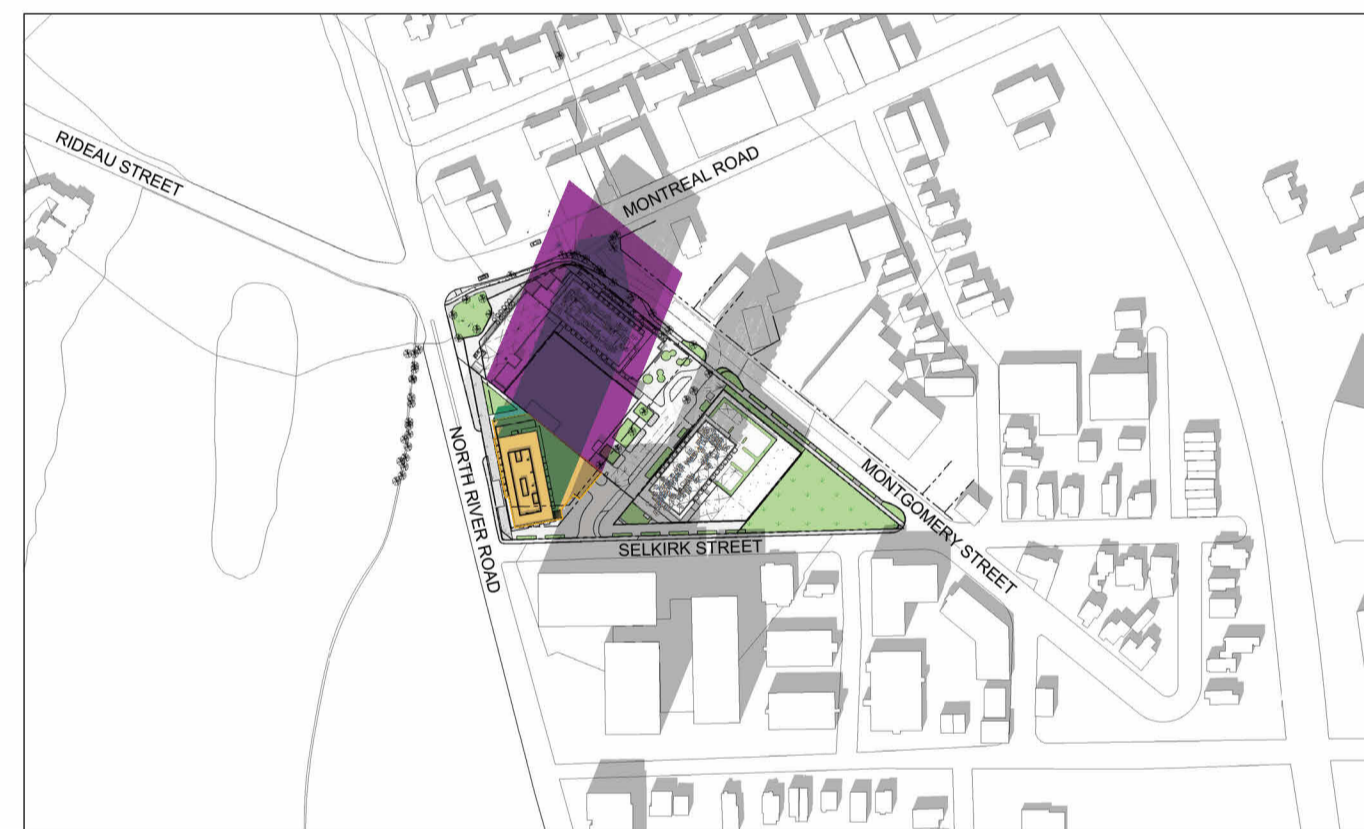 RIDEAU STREET
MONTREAL ROAD
NORTH RIVER ROAD
SELKIRK STREET
MONTGOMERY STREET